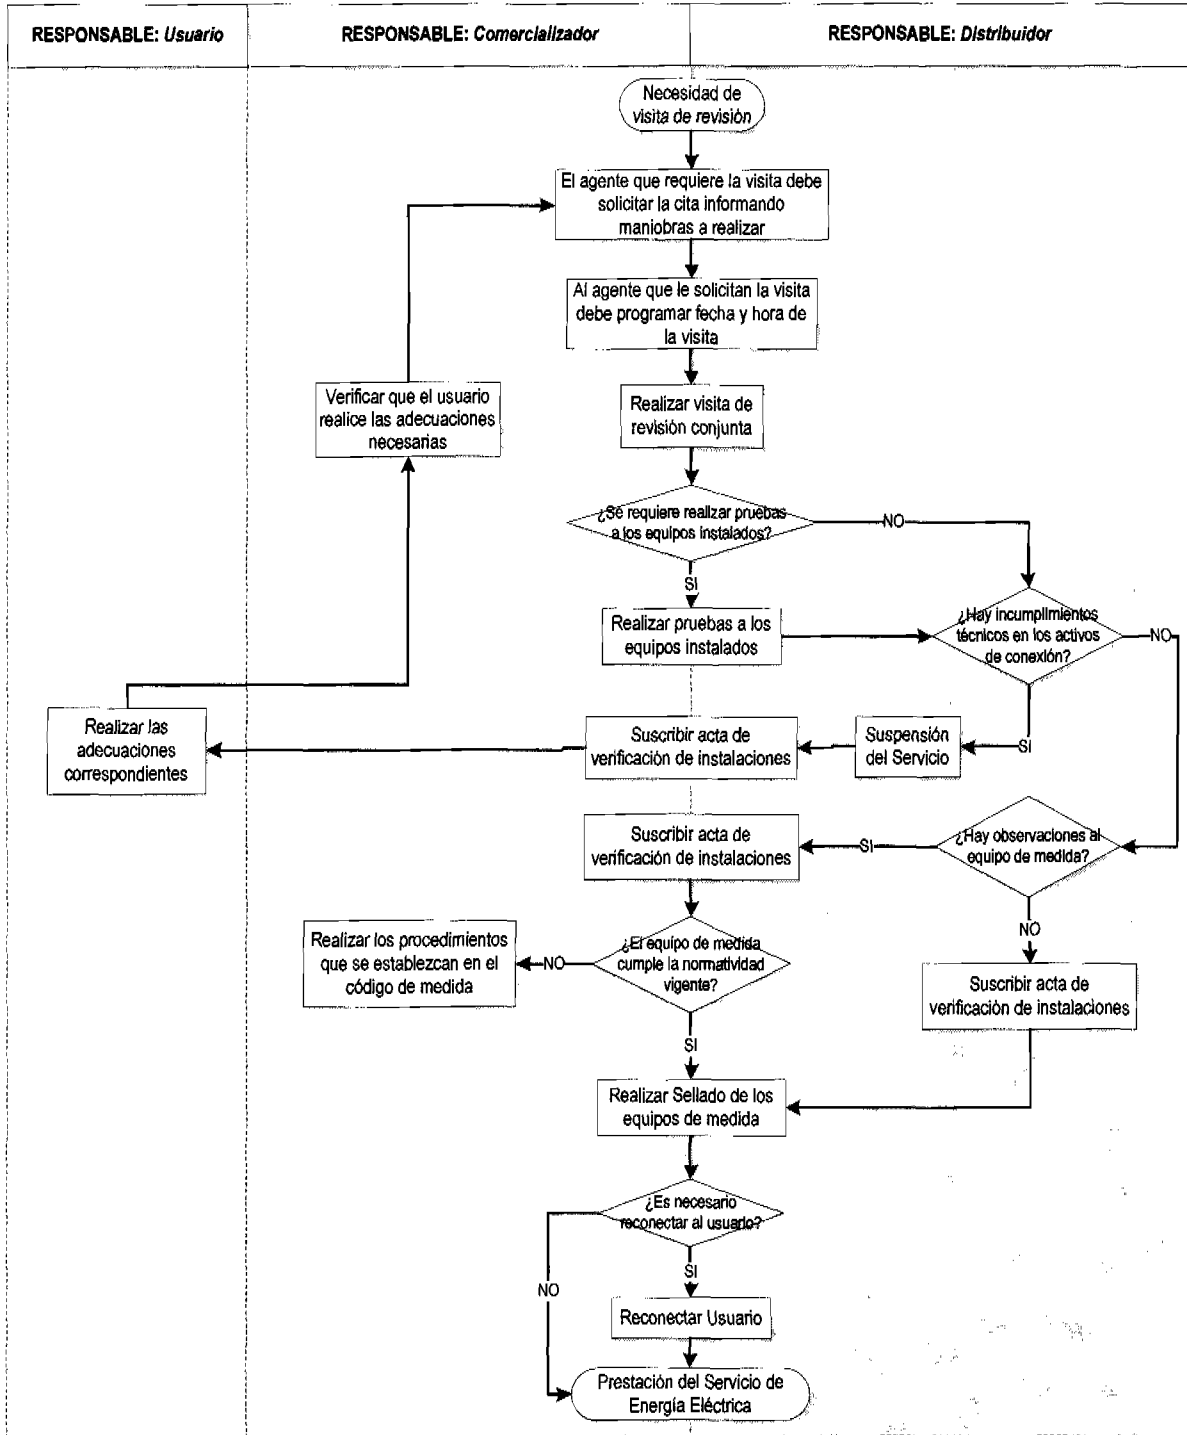 RESPONSABLE: Usuario
RESPONSABLE: Comercializador
RESPONSABLE: Distribuidor
Necesidad de
visita de revisión
El agente que requiere la visita debe
solicitar la cita informando
maniobras a realizar
Al agente que le solicitan la visita
debe programar fecha y hora de
la visita
Verificar que el usuario
realice las adecuaciones
necesarias
Realizar visita de
revisión conjunta
¿Se requiere realizar pruebas
a los equipos instalados?
NO
SI
Realizar pruebas a los
equipos instalados
¿Hay incumplimientos
técnicos en los activos
de conexión?
NO
SI
Realizar las
adecuaciones
correspondientes
Suscribir acta de
verificación de instalaciones
Suspensión
del Servicio
Suscribir acta de
verificación de instalaciones
SI
¿Hay observaciones al
equipo de medida?
NO
Realizar los procedimientos
que se establezcan en el
código de medida
NO
¿El equipo de medida
cumple la normatividad
vigente?
Suscribir acta de
verificación de instalaciones
SI
Realizar Sellado de los
equipos de medida
¿Es necesario
reconectar al usuario?
SI
NO
Reconectar Usuario
Prestación del Servicio de
Energía Eléctrica